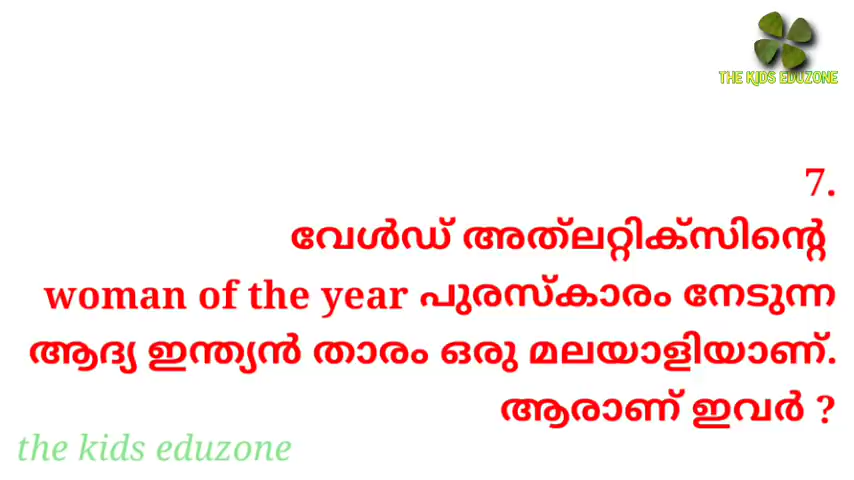 THE KIDS EDUZONE
7.
വേൾഡ് അത്‌ലറ്റിക്സിന്റെ
woman of the year പുരസ്കാരം നേടുന്ന
ആദ്യ ഇന്ത്യൻ താരം ഒരു മലയാളിയാണ്.
ആരാണ് ഇവർ ?
the kids eduzone